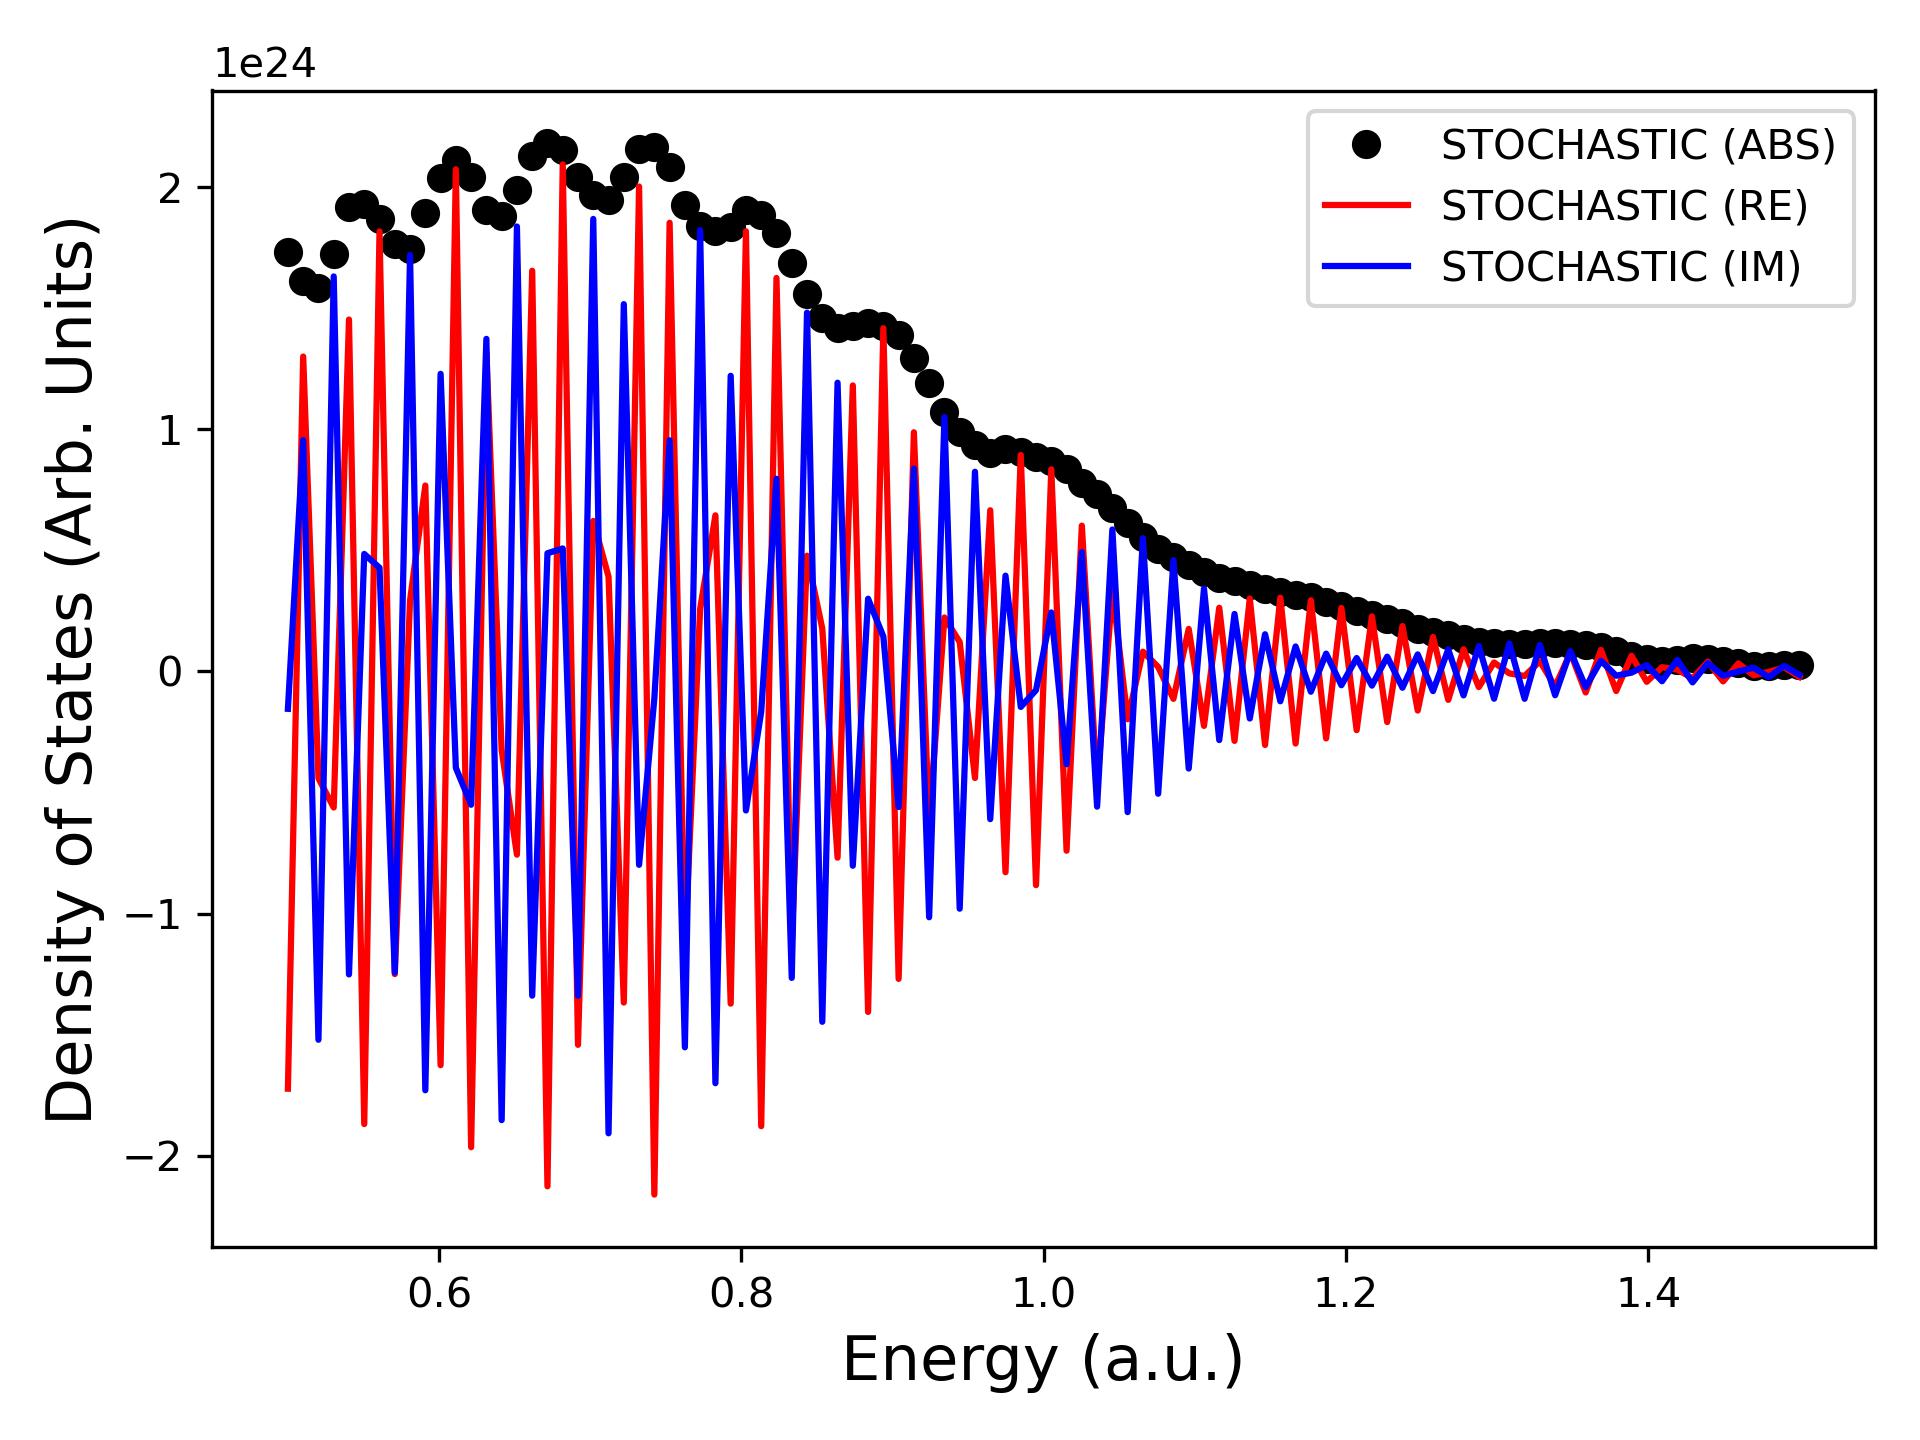 1e24
STOCHASTIC (ABS)
STOCHASTIC (RE)
STOCHASTIC (IM)
2
1
0
−1
−2
Density of States (Arb. Units)
0.6 0.8 1.0 1.2 1.4
Energy (a.u.)